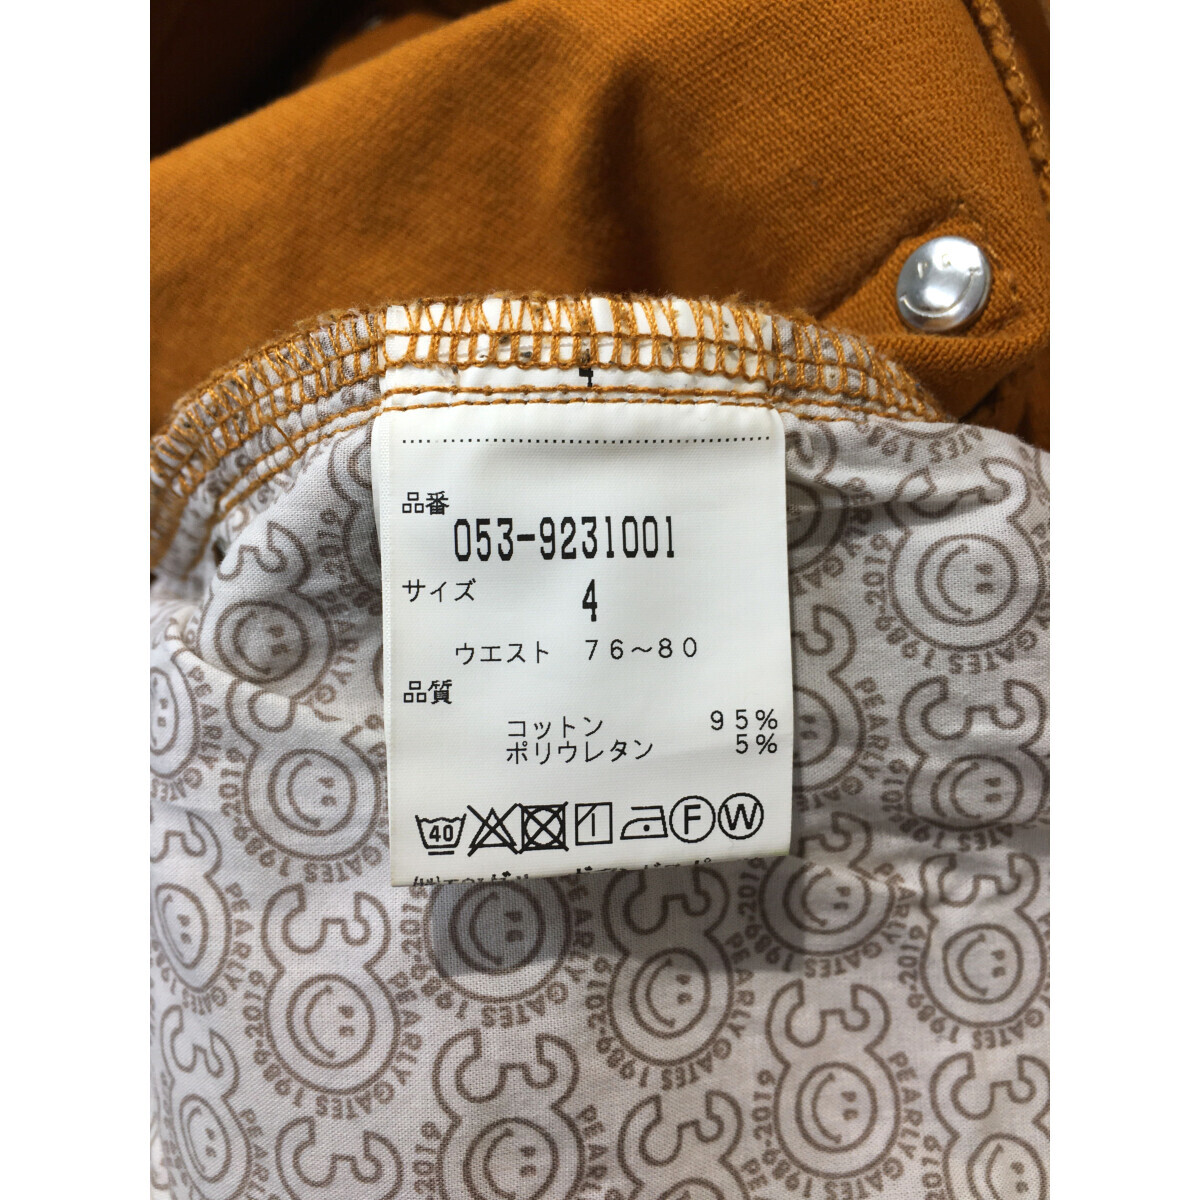 品番
053-9231001
サイズ 4
ウエスト 76～80
品質
コットン 95%
ポリウレタン 5%
40
F W
PEARLY GATES 1989-2019